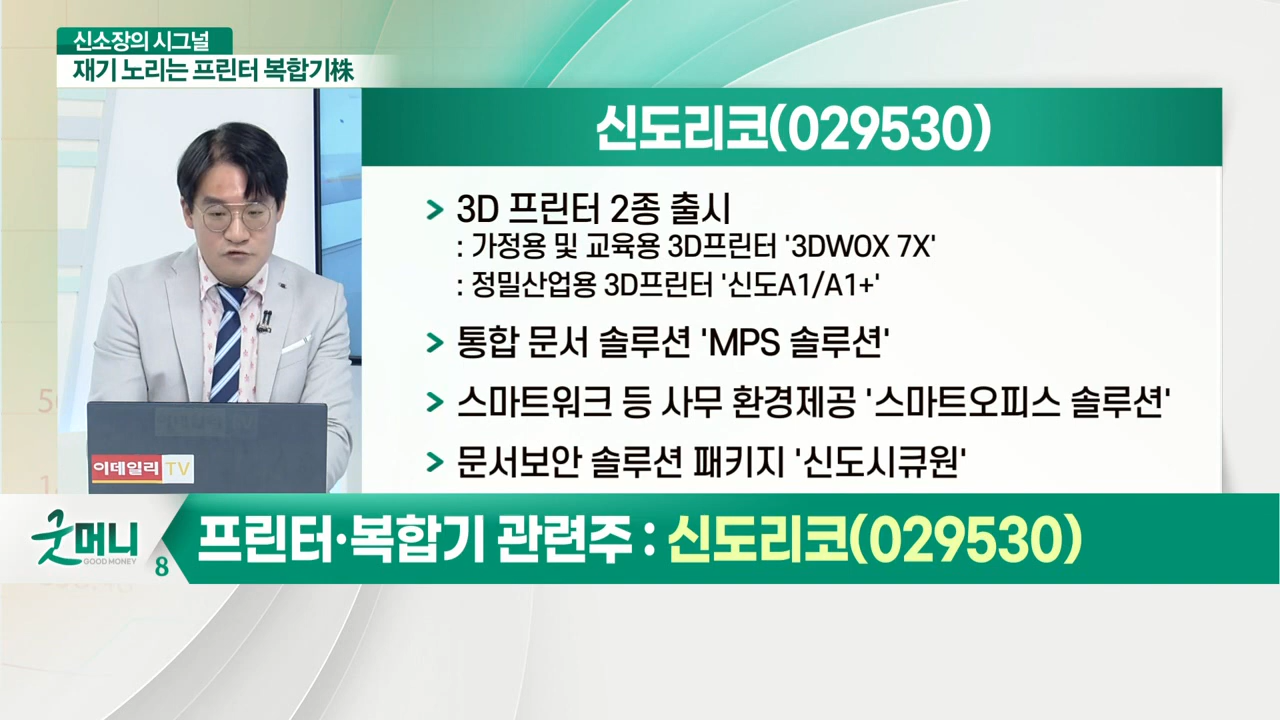 신소장의 시그널
재기 노리는 프린터 복합기株
신도리코(029530)
3D 프린터 2종 출시
: 가정용 및 교육용 3D프린터 '3DWOX 7X'
: 정밀산업용 3D프린터 '신도A1/A1+'
통합 문서 솔루션 'MPS 솔루션'
스마트워크 등 사무 환경제공 '스마트오피스 솔루션'
문서보안 솔루션 패키지 '신도시큐원'
이데일리TV
이데일리 TV
굿머니
GOOD MONEY
8
프린터·복합기 관련주 : 신도리코(029530)